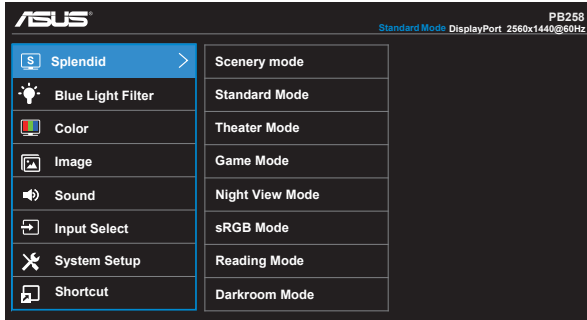 ASUS
PB258
Standard Mode DisplayPort 2560x1440@60Hz
S Splendid
Blue Light Filter
Color
Image
Sound
Input Select
System Setup
Shortcut
Scenery mode
Standard Mode
Theater Mode
Game Mode
Night View Mode
sRGB Mode
Reading Mode
Darkroom Mode